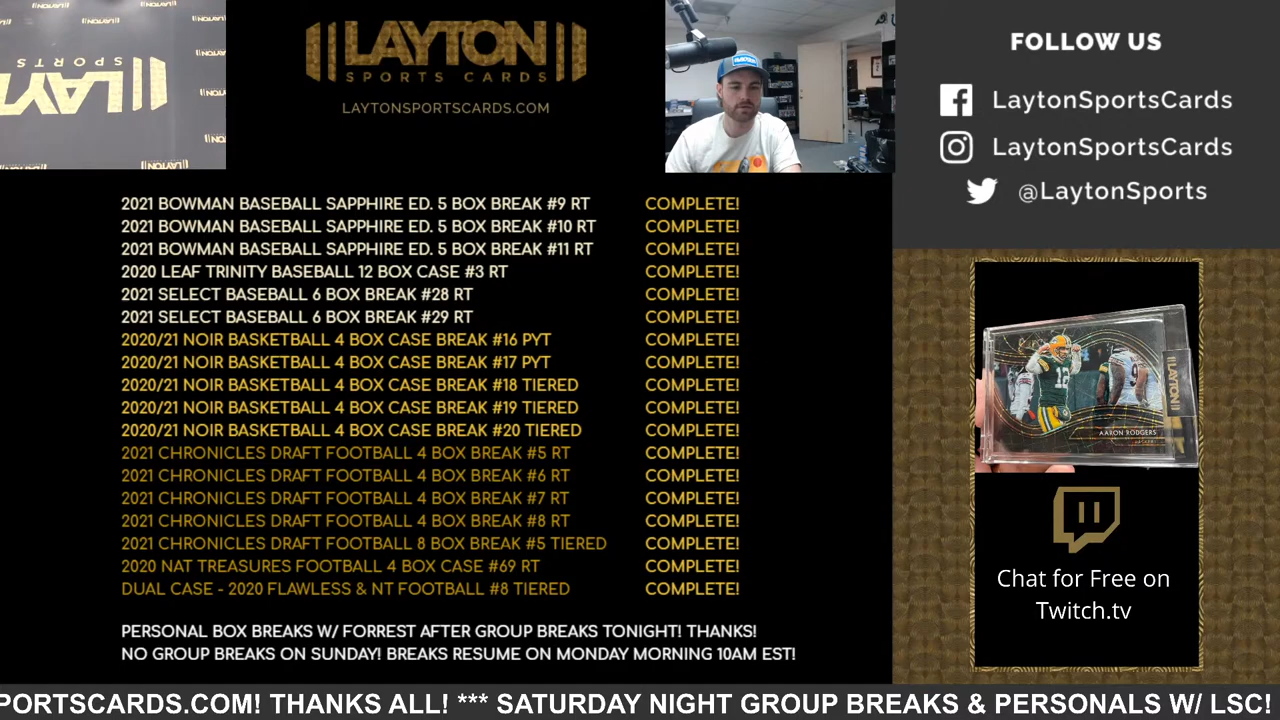 LAYTON
SPORTS CARDS
LAYTONSPORTSCARDS.COM
FOLLOW US
LaytonSportsCards
LaytonSportsCards
@LaytonSports
2021 BOWMAN BASEBALL SAPPHIRE ED. 5 BOX BREAK #9 RT COMPLETE!
2021 BOWMAN BASEBALL SAPPHIRE ED. 5 BOX BREAK #10 RT COMPLETE!
2021 BOWMAN BASEBALL SAPPHIRE ED. 5 BOX BREAK #11 RT COMPLETE!
2020 LEAF TRINITY BASEBALL 12 BOX CASE #3 RT COMPLETE!
2021 SELECT BASEBALL 6 BOX BREAK #28 RT COMPLETE!
2021 SELECT BASEBALL 6 BOX BREAK #29 RT COMPLETE!
2020/21 NOIR BASKETBALL 4 BOX CASE BREAK #16 PYT COMPLETE!
2020/21 NOIR BASKETBALL 4 BOX CASE BREAK #17 PYT COMPLETE!
2020/21 NOIR BASKETBALL 4 BOX CASE BREAK #18 TIERED COMPLETE!
2020/21 NOIR BASKETBALL 4 BOX CASE BREAK #19 TIERED COMPLETE!
2020/21 NOIR BASKETBALL 4 BOX CASE BREAK #20 TIERED COMPLETE!
2021 CHRONICLES DRAFT FOOTBALL 4 BOX BREAK #5 RT COMPLETE!
2021 CHRONICLES DRAFT FOOTBALL 4 BOX BREAK #6 RT COMPLETE!
2021 CHRONICLES DRAFT FOOTBALL 4 BOX BREAK #7 RT COMPLETE!
2021 CHRONICLES DRAFT FOOTBALL 4 BOX BREAK #8 RT COMPLETE!
2021 CHRONICLES DRAFT FOOTBALL 8 BOX BREAK #5 TIERED COMPLETE!
2020 NAT TREASURES FOOTBALL 4 BOX CASE #69 RT COMPLETE!
DUAL CASE - 2020 FLAWLESS & NT FOOTBALL #8 TIERED COMPLETE!
PERSONAL BOX BREAKS W/ FORREST AFTER GROUP BREAKS TONIGHT! THANKS!
NO GROUP BREAKS ON SUNDAY! BREAKS RESUME ON MONDAY MORNING 10AM EST!
AARON RODGERS
LAYTON
Chat for Free on
Twitch.tv
PORTSCARDS.COM! THANKS ALL! *** SATURDAY NIGHT GROUP BREAKS & PERSONALS W/ LSC!